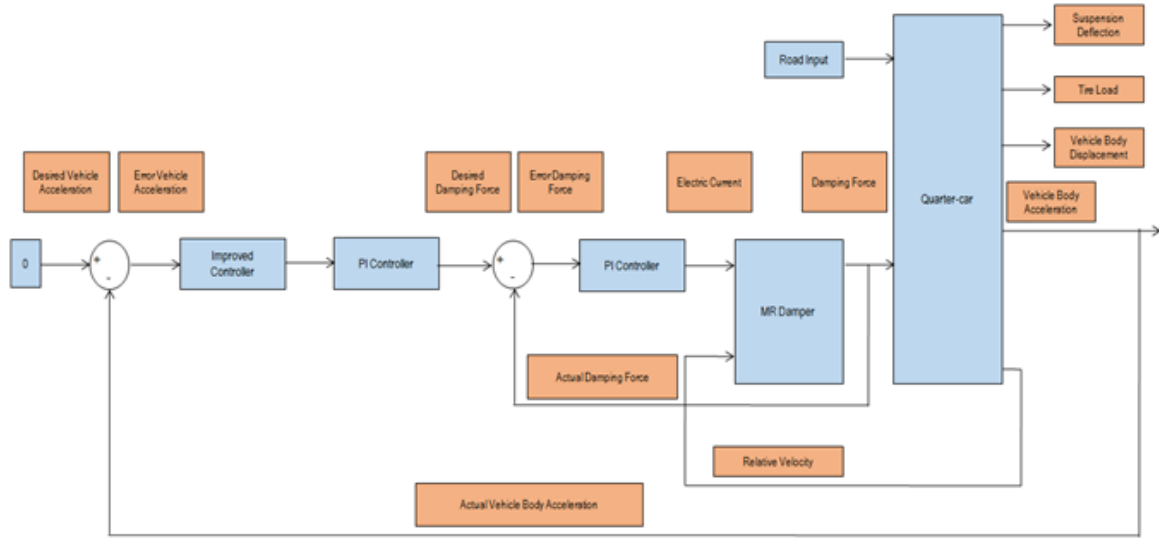 Suspension
Deflection
Road Input
Tire Load
Vehicle Body
Displacement
Desired Vehicle
Acceleration
Error Vehicle
Acceleration
Desired
Damping Force
Error Damping
Force
Electric Current
Damping Force
Quarter-car
Vehicle Body
Acceleration
0
+
-
Improved
Controller
PI Controller
+
-
PI Controller
MR Damper
Actual Damping Force
Relative Velocity
Actual Vehicle Body Acceleration